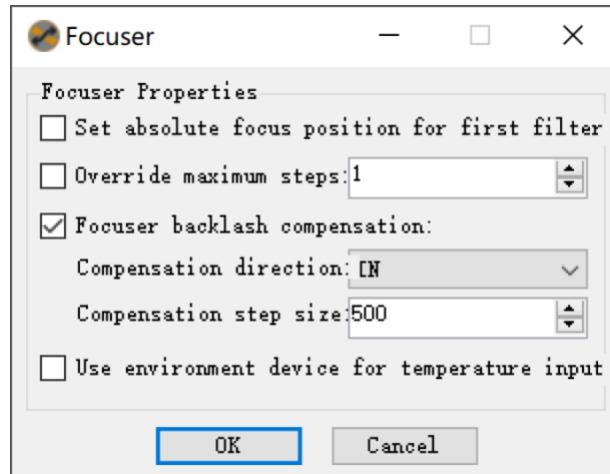 Focuser
Focuser Properties
Set absolute focus position for first filter
Override maximum steps: 1
Focuser backlash compensation:
Compensation direction: IN
Compensation step size: 500
Use environment device for temperature input
OK Cancel